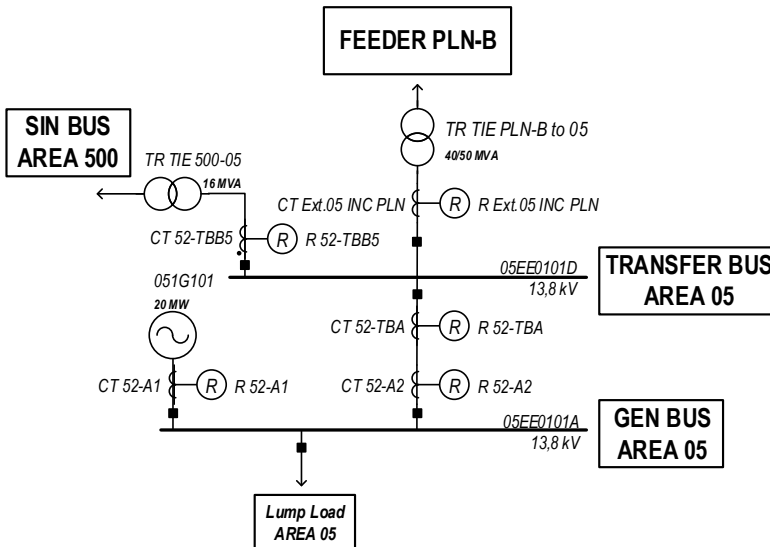 FEEDER PLN-B
SIN BUS
AREA 500
TR TIE 500-05
16 MVA
TR TIE PLN-B to 05
40/50 MVA
CT Ext.05 INC PLN
R
R Ext.05 INC PLN
CT 52-TBB5
R
R 52-TBB5
05EE0101D
13,8 kV
TRANSFER BUS
AREA 05
051G101
20 MW
CT 52-TBA
R
R 52-TBA
CT 52-A1
R
R 52-A1
CT 52-A2
R
R 52-A2
05EE0101A
13,8 kV
GEN BUS
AREA 05
Lump Load
AREA 05